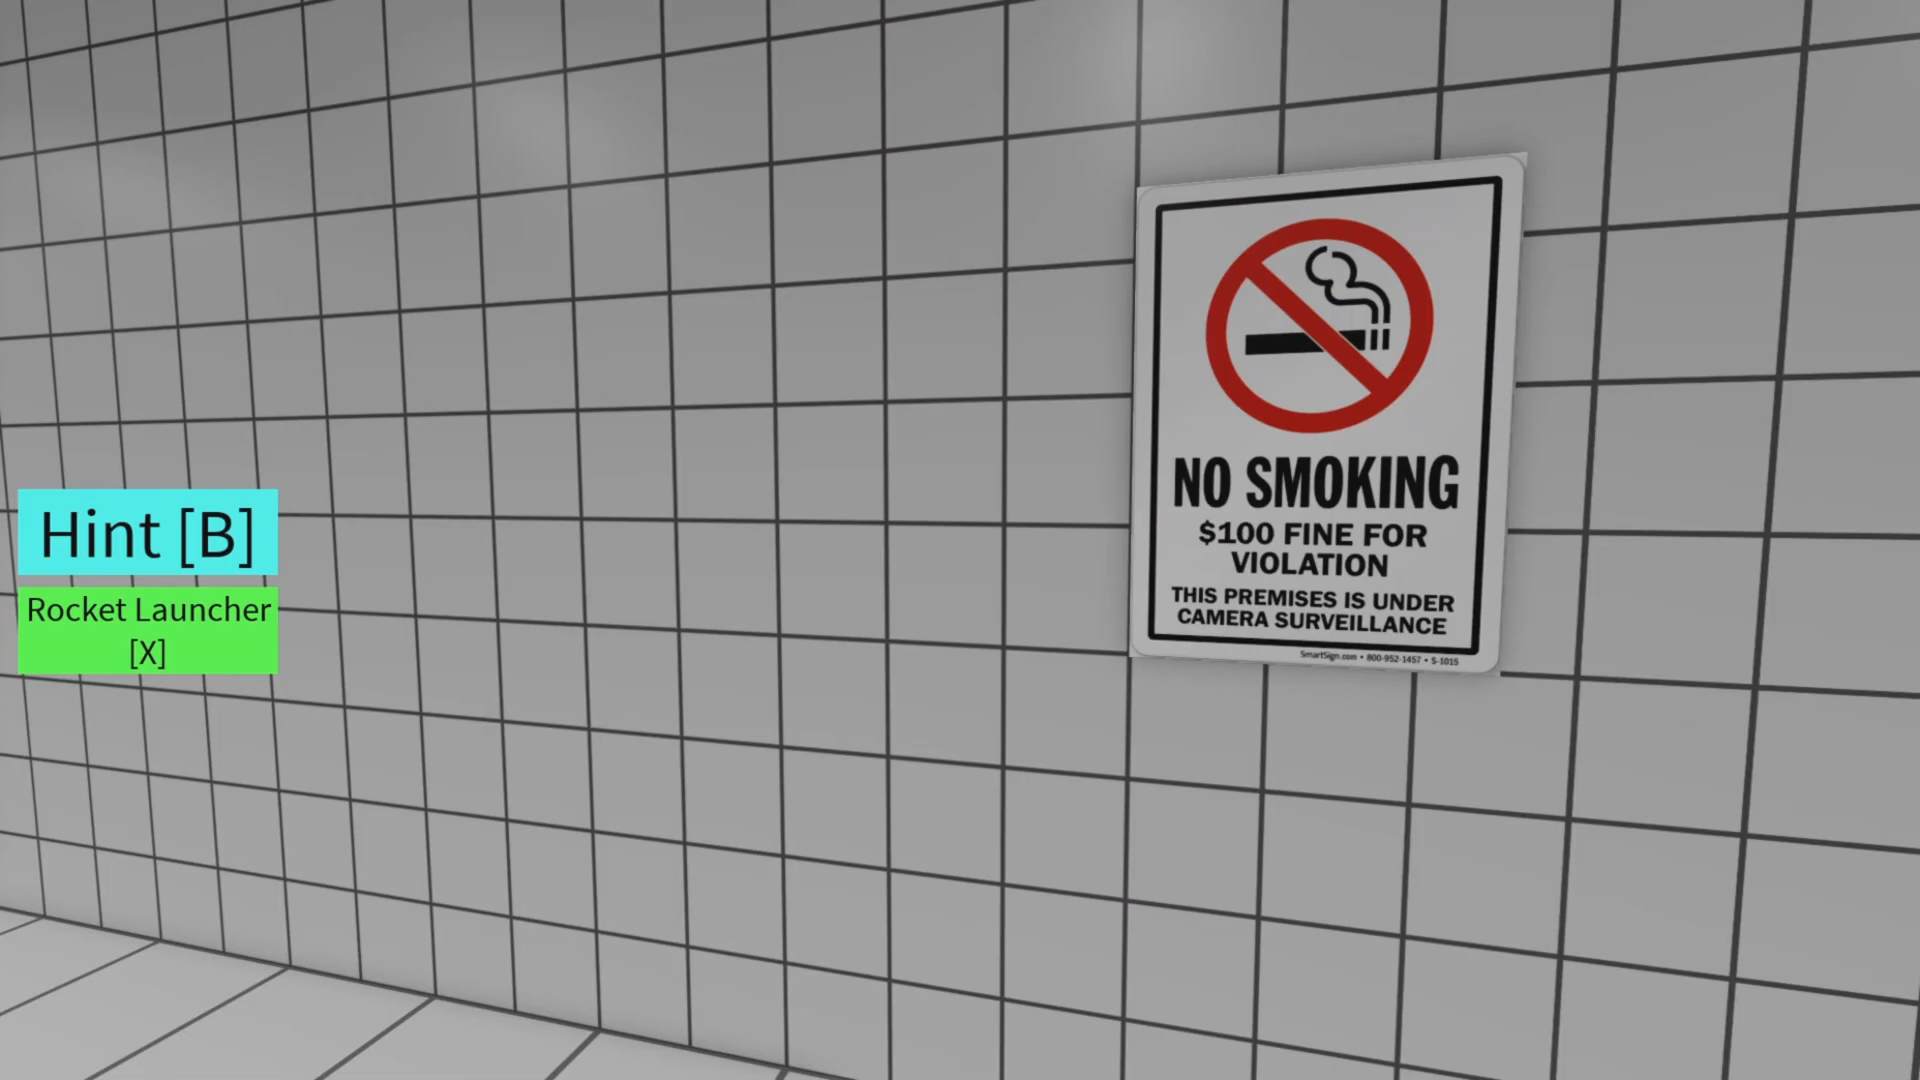 Hint [B]
Rocket Launcher
[X]
NO SMOKING
$100 FINE FOR
VIOLATION
THIS PREMISES IS UNDER
CAMERA SURVEILLANCE
SmartSign.com • 800-952-1457 • S-1015